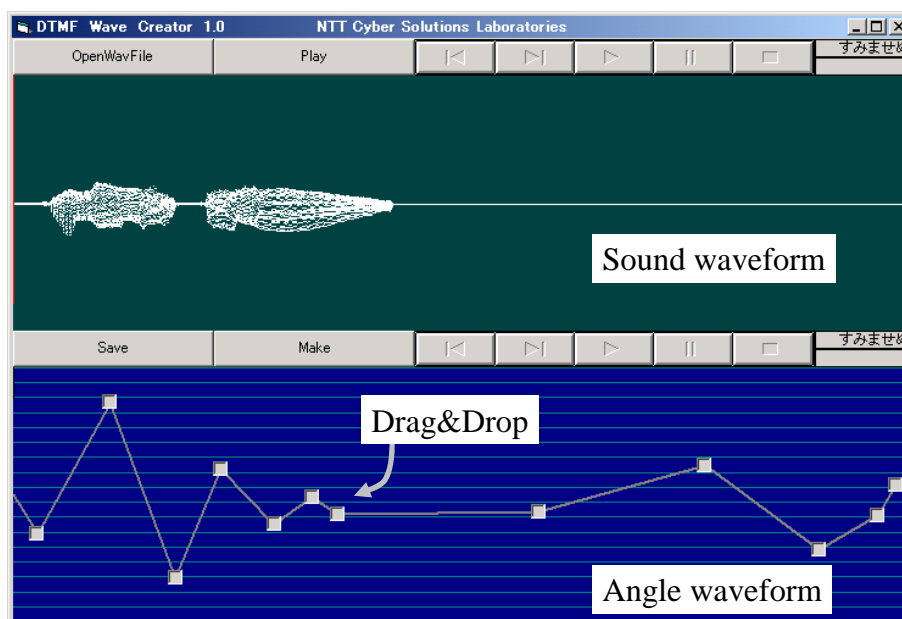 DTMF Wave Creator 1.0 NTT Cyber Solutions Laboratories
OpenWavFile Play すみませ
Sound waveform
Save Make すみませ
Drag&Drop
Angle waveform